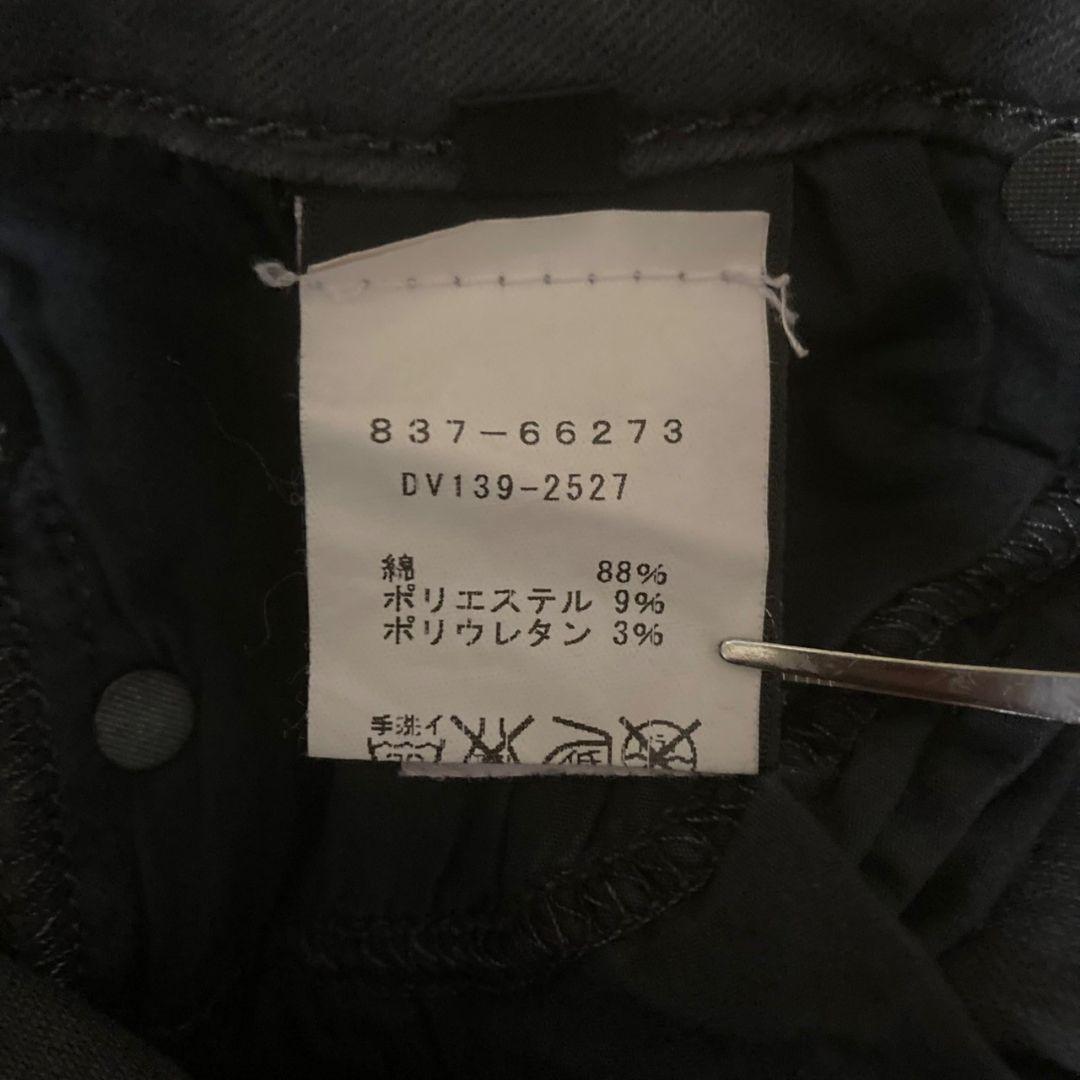 837-66273
DV139-2527
綿 88%
ポリエステル 9%
ポリウレタン 3%
手洗イ
低